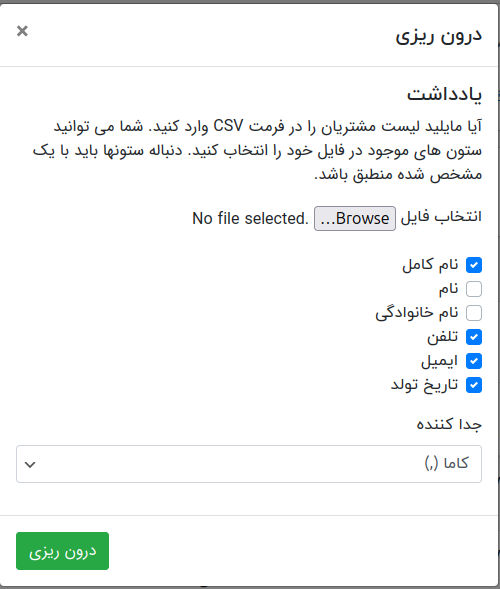 درون ریزی
×
یادداشت
آیا مایلید لیست مشتریان را در فرمت CSV وارد کنید. شما می توانید
ستون های موجود در فایل خود را انتخاب کنید. دنباله ستونها باید با یک
مشخص شده منطبق باشد.
انتخاب فایل Browse... No file selected.
نام کامل
نام
نام خانوادگی
تلفن
ایمیل
تاریخ تولد
جدا کننده
کاما (,)
درون ریزی